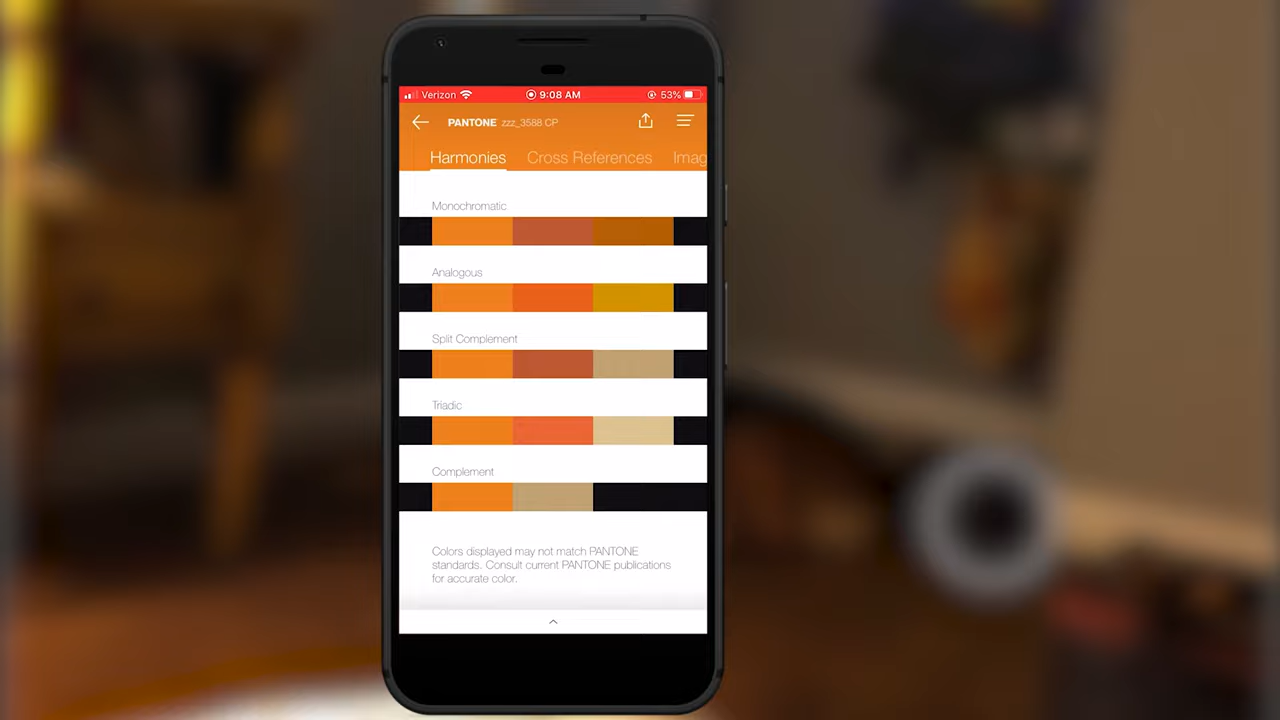 Verizon 9:08 AM 53%
PANTONE zzz_3588 CP
Harmonies Cross References Imag
Monochromatic
Analogous
Split Complement
Triadic
Complement
Colors displayed may not match PANTONE
standards. Consult current PANTONE publications
for accurate color.